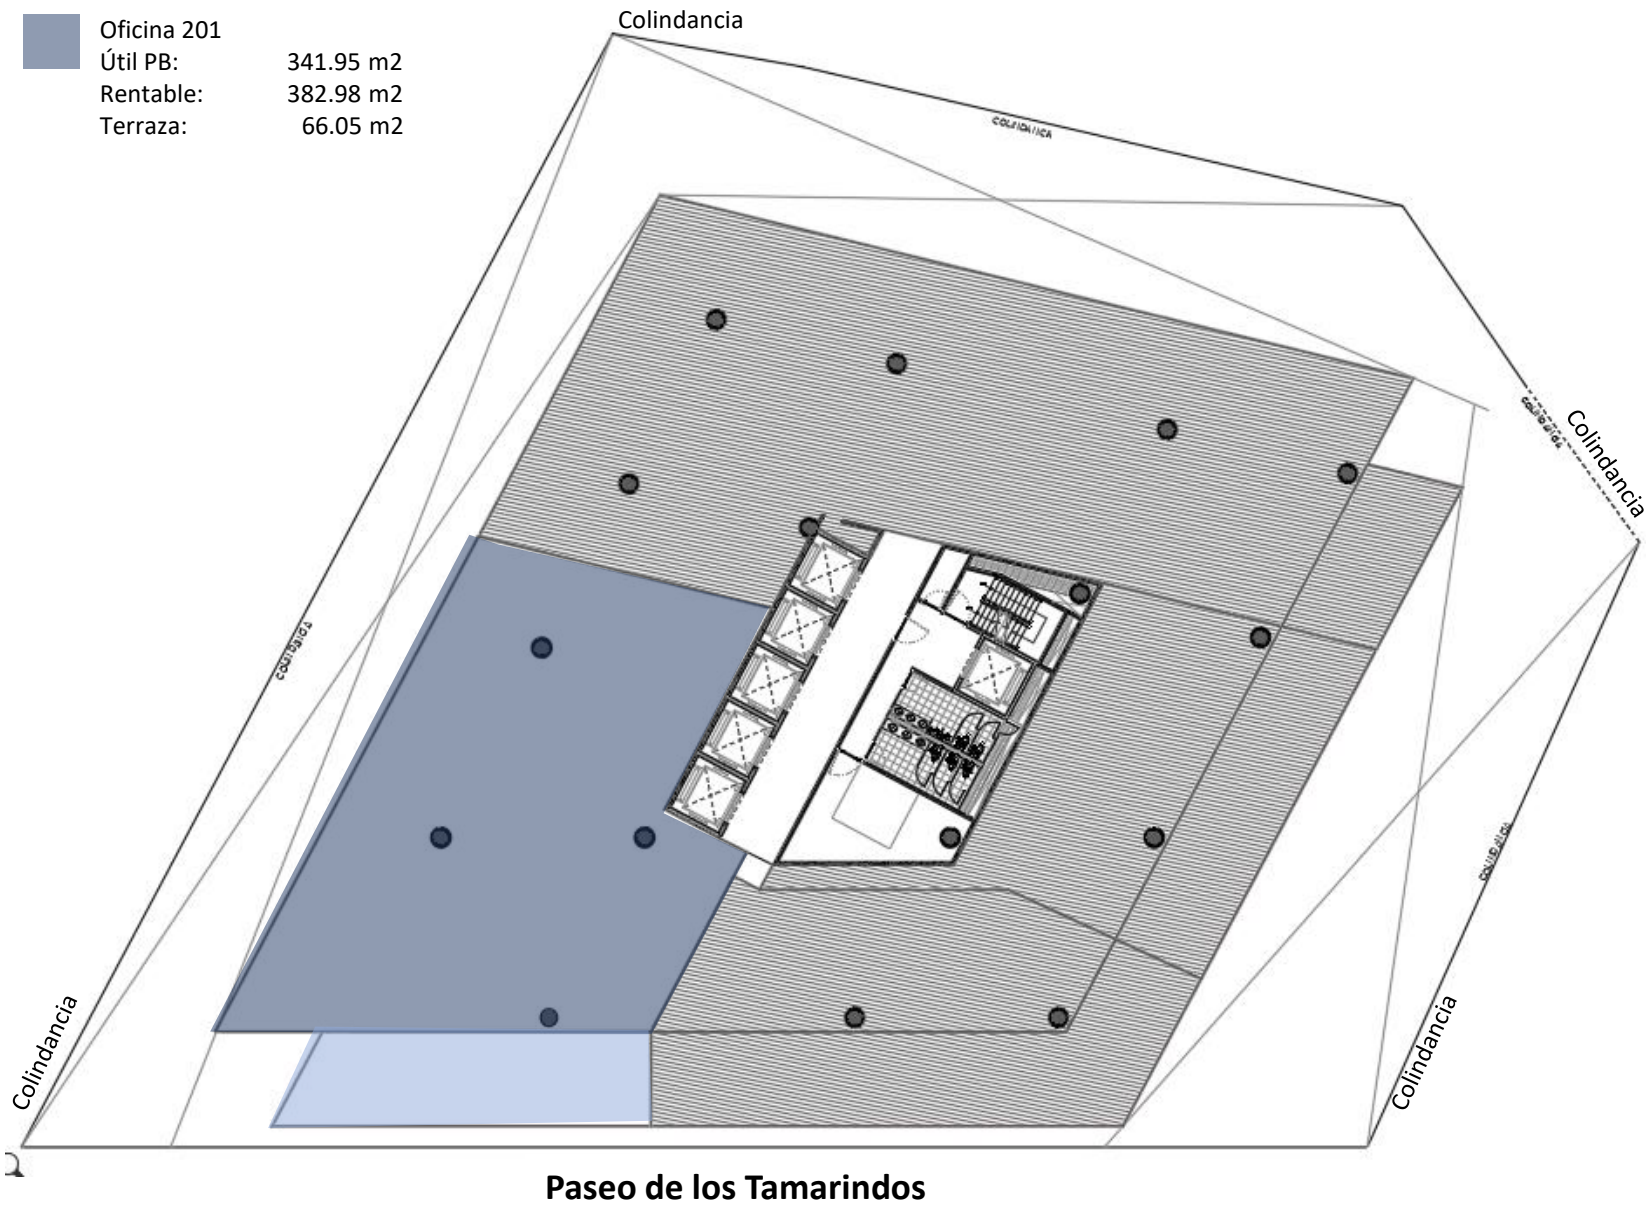 Oficina 201
Útil PB: 341.95 m2
Rentable: 382.98 m2
Terraza: 66.05 m2
Colindancia
Colindancia
Colindancia
Colindancia
Paseo de los Tamarindos